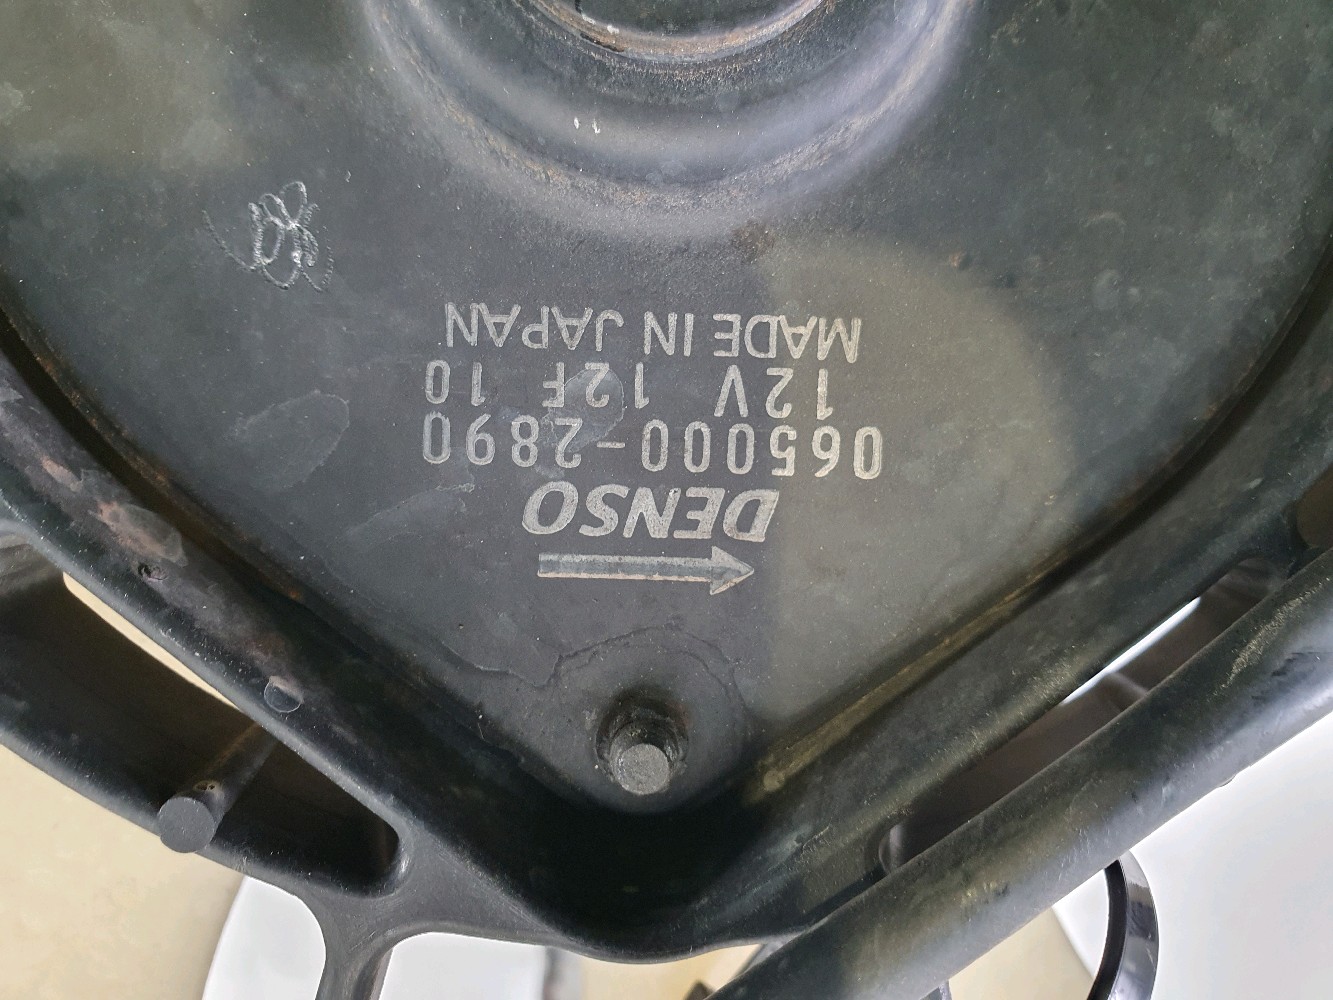 DENSO
065000-2890
12V 12F 10
MADE IN JAPAN